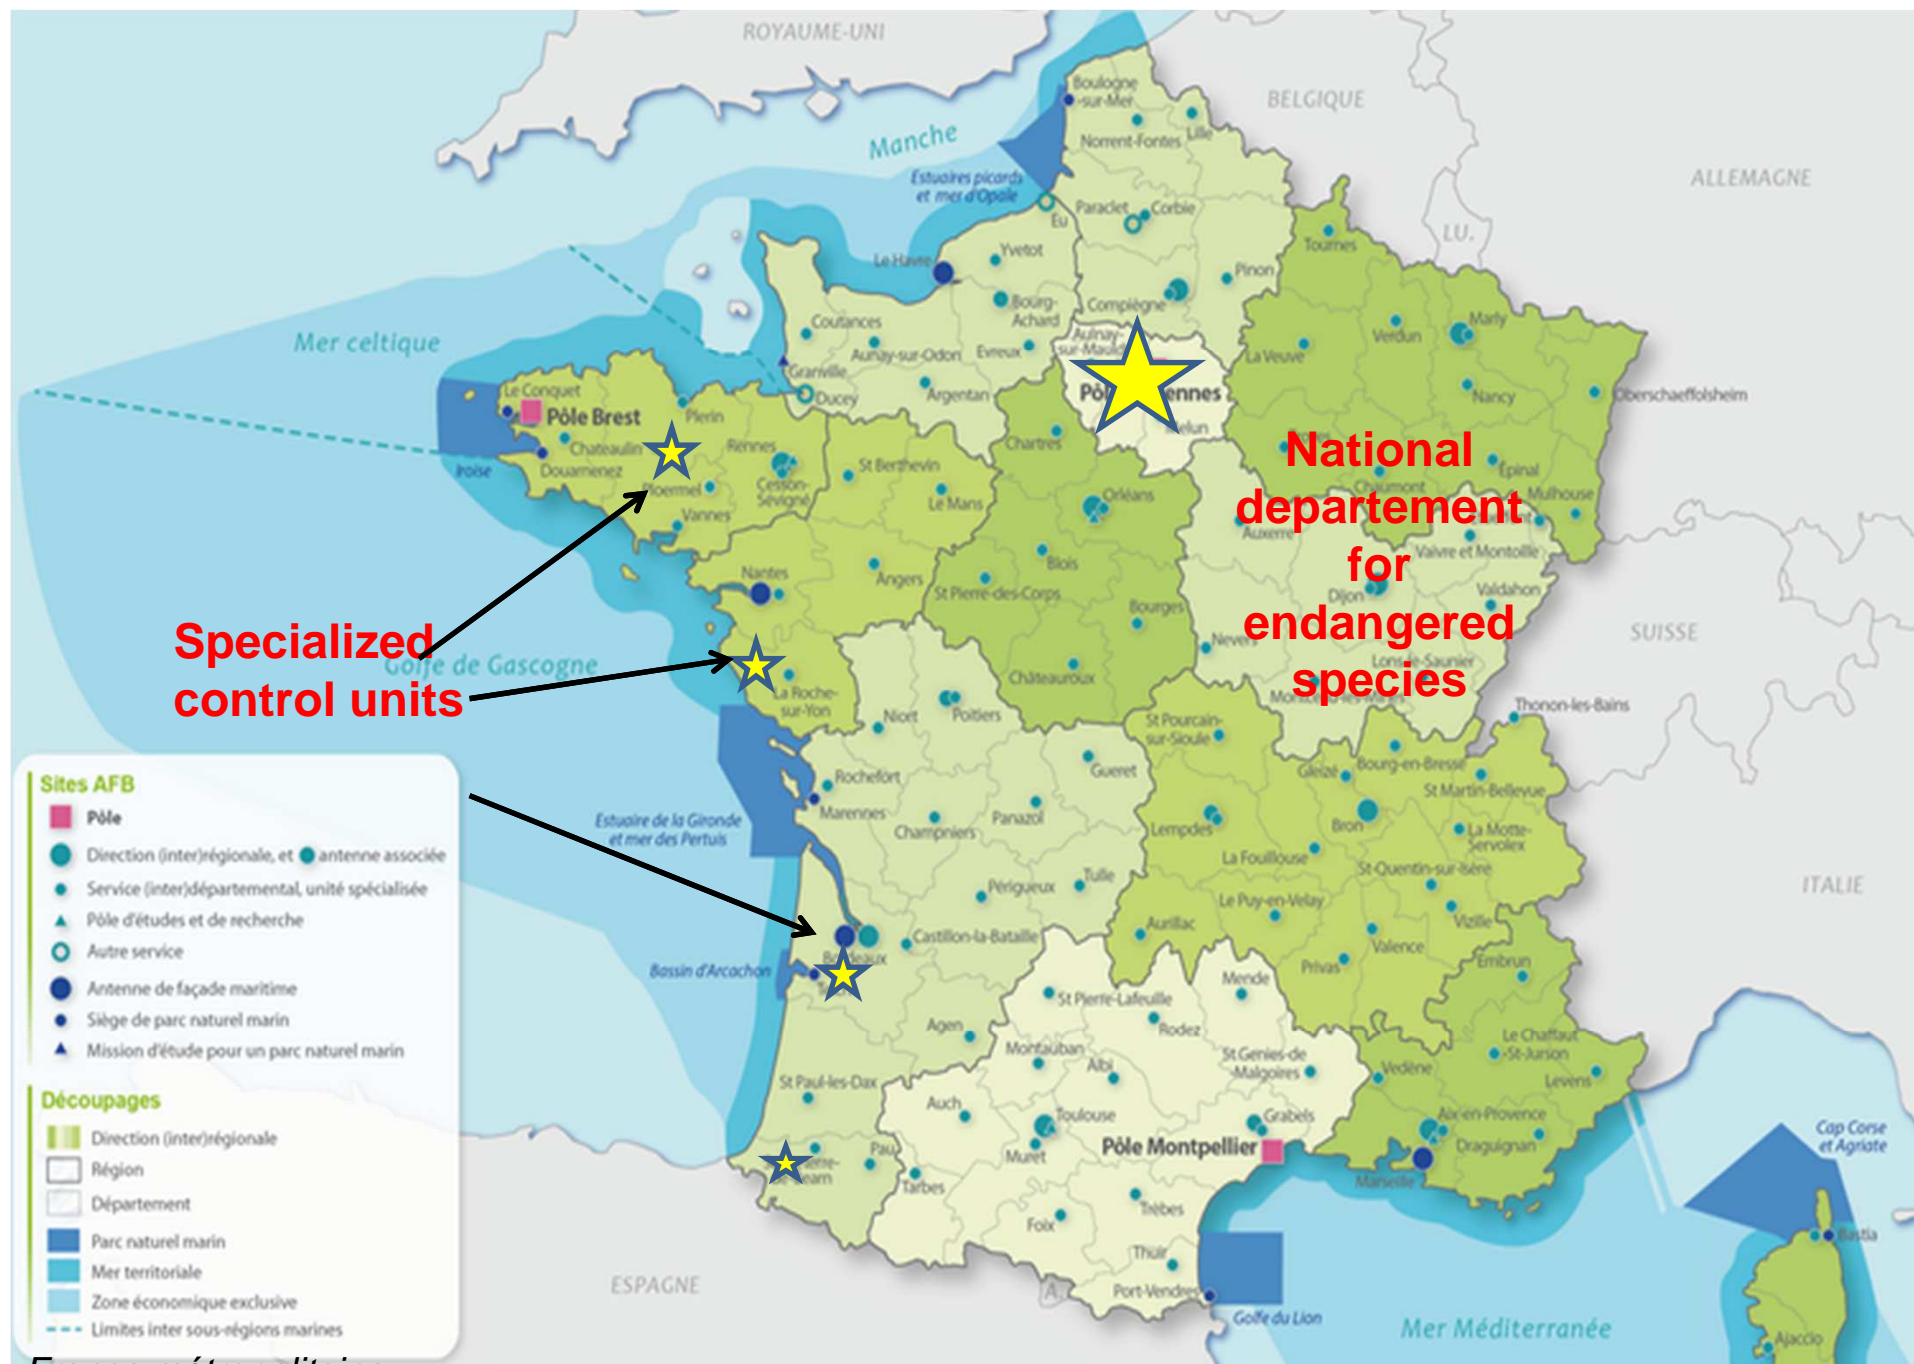 ROYAUME-UNI
BELGIQUE
ALLEMAGNE
LU.
SUISSE
ITALIE
ESPAGNE
A.
Manche
Mer celtique
Golfe de Gascogne
Mer Méditerranée
Estuaires picards
et mer d'Opale
Iroise
Estuaire de la Gironde
et mer des Pertuis
Bassin d'Arcachon
Golfe du Lion
Cap Corse
et Agriate
Boulogne
-sur-Mer
Norrent-Fontes
Lille
Eu
Paraclet
Corbie
Tournes
Le Havre
Yvetot
Bourg-
Achard
Compiègne
Pinon
Coutances
Aunay-sur-Odon
Evreux
Aulnay-
sur-Mauld
Granville
Ducey
Argentan
La Veuve
Verdun
Marly
Nancy
Oberschaeffolsheim
Le Conquet
Pôle Brest
Plerin
Chateaulin
Douarnenez
Rennes
Ploermel
Cesson-
Sévigné
Vannes
St Berthevin
Le Mans
Chartres
Melun
Orléans
Épinal
Chaumont
Mulhouse
National
departement
for
endangered
species
Auxerre
Vaivre et Montoille
Valdahon
Dijon
Nantes
Angers
Blois
St Pierre-des-Corps
Bourges
Nevers
Châteauroux
Specialized
control units
La Roche-
sur-Yon
Niort
Poitiers
St Pourcain-
sur-Sioule
Thonon-les-Bains
Gueret
Gleizé
Bourg-en-Bresse
St Martin-Bellevue
Rochefort
Marennes
Champniers
Panazol
Lempdes
Bron
La Motte-
Servolex
La Fouillouse
St-Quentin-sur-Isère
Périgueux
Tulle
Le Puy-en-Velay
Vizille
Aurillac
Valence
Privas
Embrun
Castillon-la-Bataille
Bordeaux
Mende
St Pierre-Lafeuille
Rodez
Agen
Montauban
Albi
St Genies-de
Malgoires
Le Chaffaut
-St-Jurson
Vedène
Levens
St Paul-les-Dax
Auch
Toulouse
Grabels
Pôle Montpellier
Aix-en-Provence
Draguignan
Marseille
Pau
Tarbes
Muret
Foix
Trèbes
Thuir
Port-Vendres
Bastia
Ajaccio
Sites AFB
Pôle
Direction (inter)régionale, et antenne associée
Service (inter)départemental, unité spécialisée
Pôle d'études et de recherche
Autre service
Antenne de façade maritime
Siège de parc naturel marin
Mission d'étude pour un parc naturel marin
Découpages
Direction (inter)régionale
Région
Département
Parc naturel marin
Mer territoriale
Zone économique exclusive
Limites inter sous-régions marines